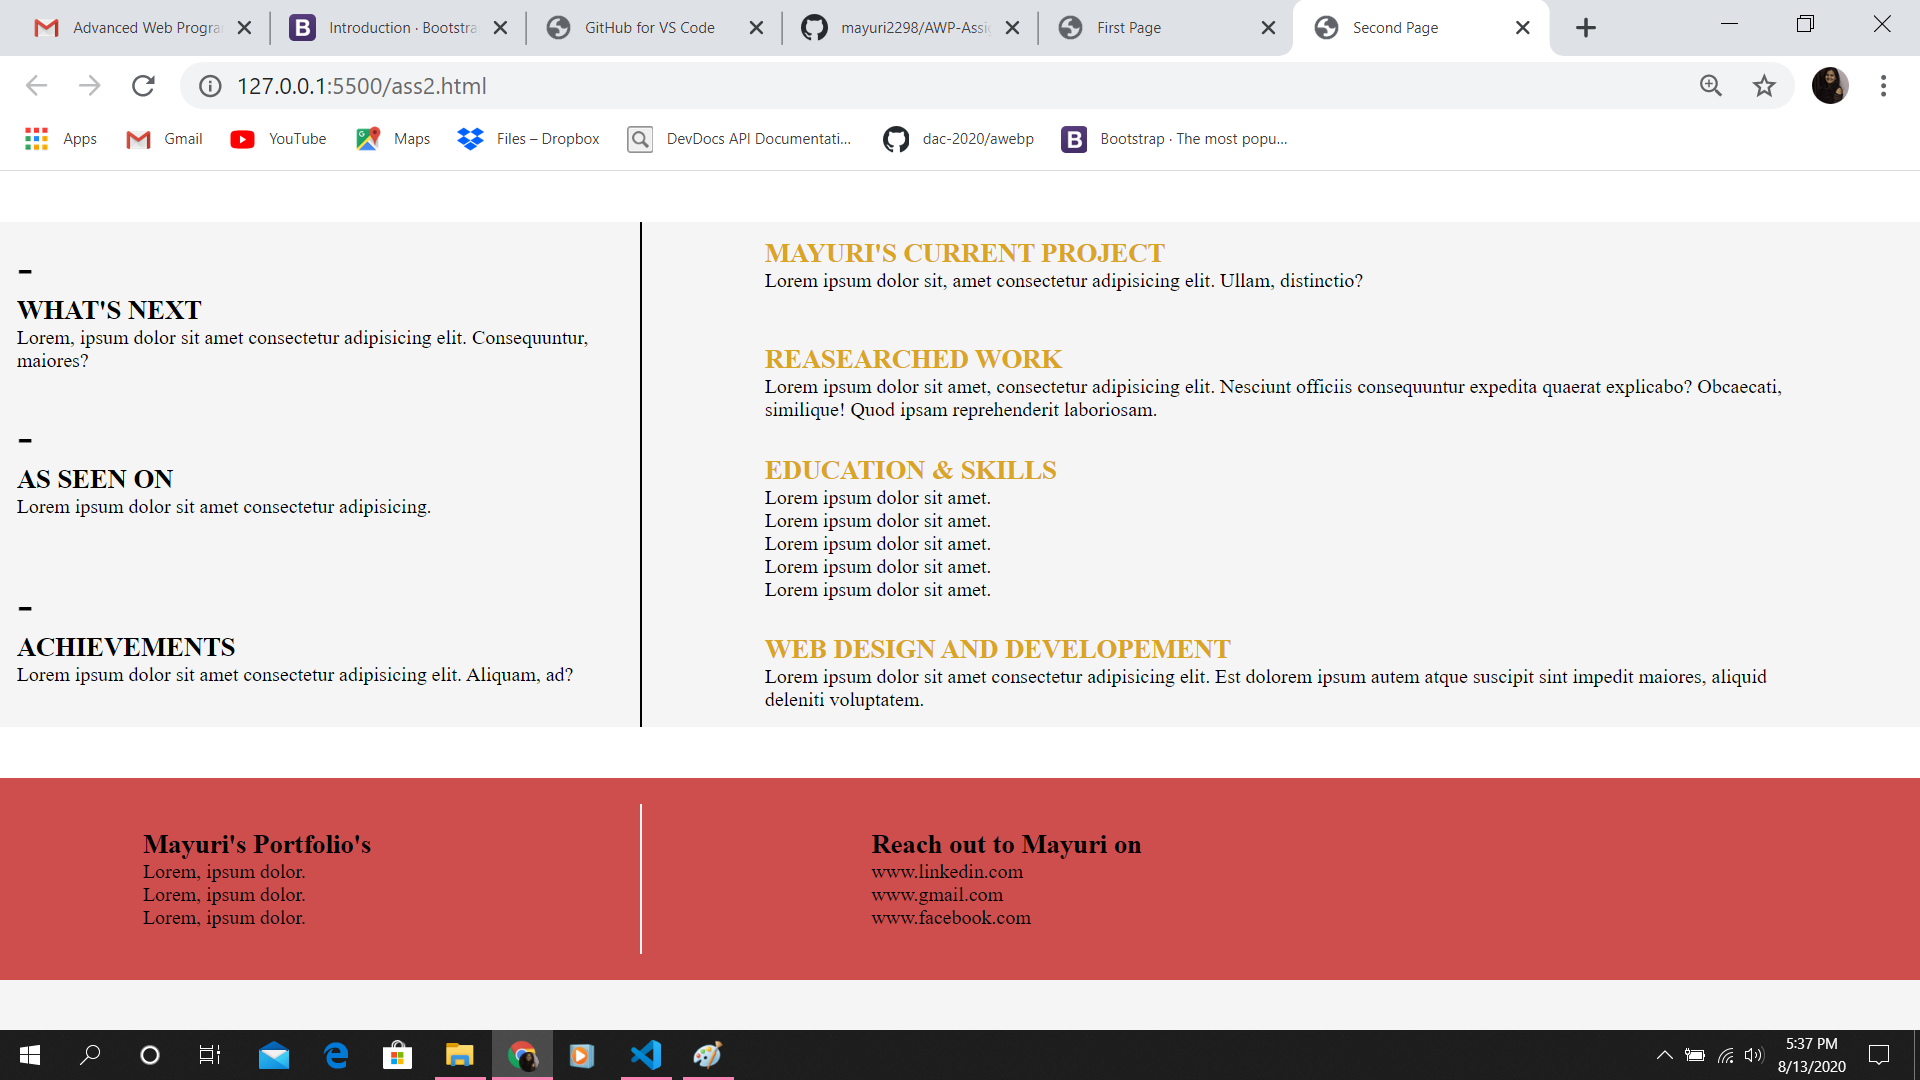 Advanced Web Progra
Introduction · Bootstra
GitHub for VS Code
mayuri2298/AWP-Assi
First Page
Second Page
127.0.0.1:5500/ass2.html
Apps
Gmail
YouTube
Maps
Files – Dropbox
DevDocs API Documentati...
dac-2020/awebp
B
Bootstrap · The most popu...
-
WHAT'S NEXT
Lorem, ipsum dolor sit amet consectetur adipisicing elit. Consequuntur,
maiores?
-
AS SEEN ON
Lorem ipsum dolor sit amet consectetur adipisicing.
-
ACHIEVEMENTS
Lorem ipsum dolor sit amet consectetur adipisicing elit. Aliquam, ad?
MAYURI'S CURRENT PROJECT
Lorem ipsum dolor sit, amet consectetur adipisicing elit. Ullam, distinctio?
REASEARCHED WORK
Lorem ipsum dolor sit amet, consectetur adipisicing elit. Nesciunt officiis consequuntur expedita quaerat explicabo? Obcaecati,
similique! Quod ipsam reprehenderit laboriosam.
EDUCATION & SKILLS
Lorem ipsum dolor sit amet.
Lorem ipsum dolor sit amet.
Lorem ipsum dolor sit amet.
Lorem ipsum dolor sit amet.
Lorem ipsum dolor sit amet.
WEB DESIGN AND DEVELOPEMENT
Lorem ipsum dolor sit amet consectetur adipisicing elit. Est dolorem ipsum autem atque suscipit sint impedit maiores, aliquid
deleniti voluptatem.
Mayuri's Portfolio's
Lorem, ipsum dolor.
Lorem, ipsum dolor.
Lorem, ipsum dolor.
Reach out to Mayuri on
www.linkedin.com
www.gmail.com
www.facebook.com
5:37 PM
8/13/2020